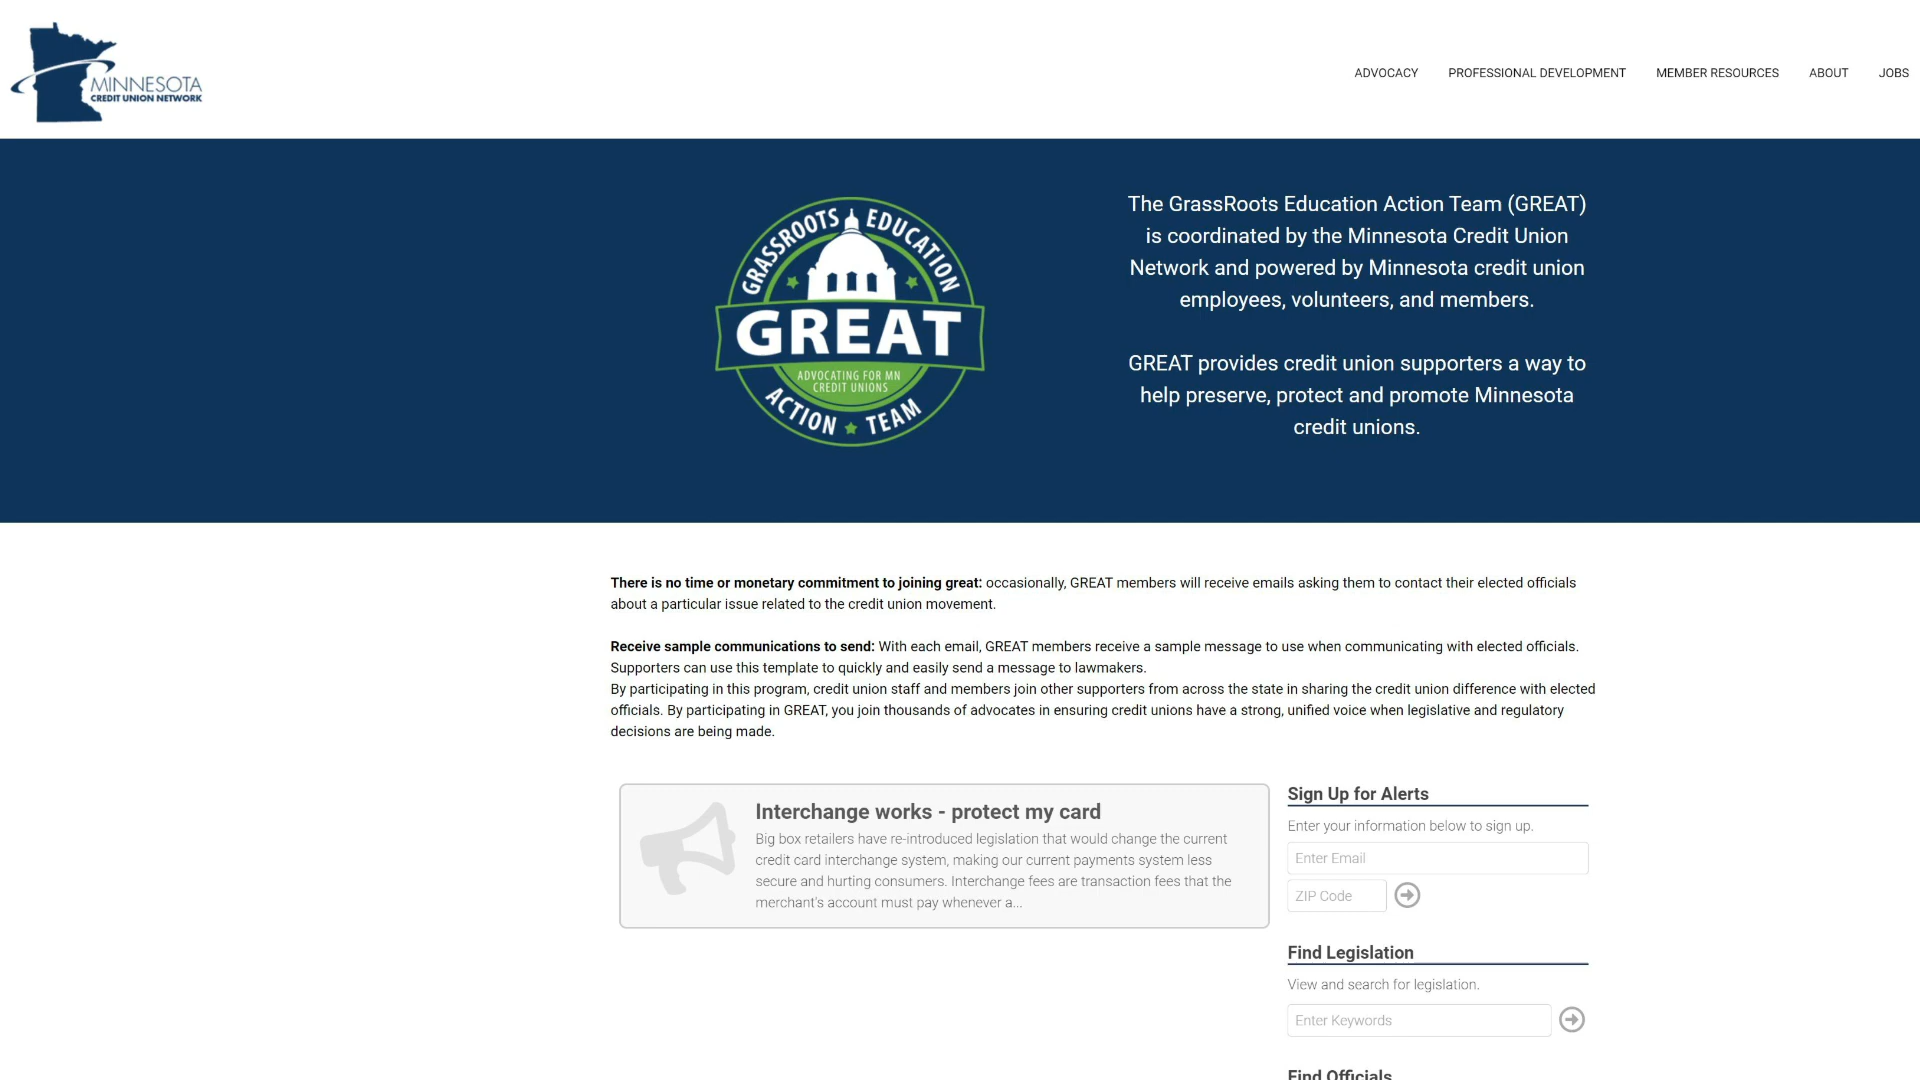 MINNESOTA
CREDIT UNION NETWORK
ADVOCACY
PROFESSIONAL DEVELOPMENT
MEMBER RESOURCES
ABOUT
JOBS
GRASSROOTS EDUCATION
GREAT
ADVOCATING FOR MN
CREDIT UNIONS
ACTION TEAM
The GrassRoots Education Action Team (GREAT)
is coordinated by the Minnesota Credit Union
Network and powered by Minnesota credit union
employees, volunteers, and members.
GREAT provides credit union supporters a way to
help preserve, protect and promote Minnesota
credit unions.
There is no time or monetary commitment to joining great: occasionally, GREAT members will receive emails asking them to contact their elected officials
about a particular issue related to the credit union movement.
Receive sample communications to send: With each email, GREAT members receive a sample message to use when communicating with elected officials.
Supporters can use this template to quickly and easily send a message to lawmakers.
By participating in this program, credit union staff and members join other supporters from across the state in sharing the credit union difference with elected
officials. By participating in GREAT, you join thousands of advocates in ensuring credit unions have a strong, unified voice when legislative and regulatory
decisions are being made.
Interchange works - protect my card
Big box retailers have re-introduced legislation that would change the current
credit card interchange system, making our current payments system less
secure and hurting consumers. Interchange fees are transaction fees that the
merchant's account must pay whenever a...
Sign Up for Alerts
Enter your information below to sign up.
Enter Email
ZIP Code
Find Legislation
View and search for legislation.
Enter Keywords
Find Officials